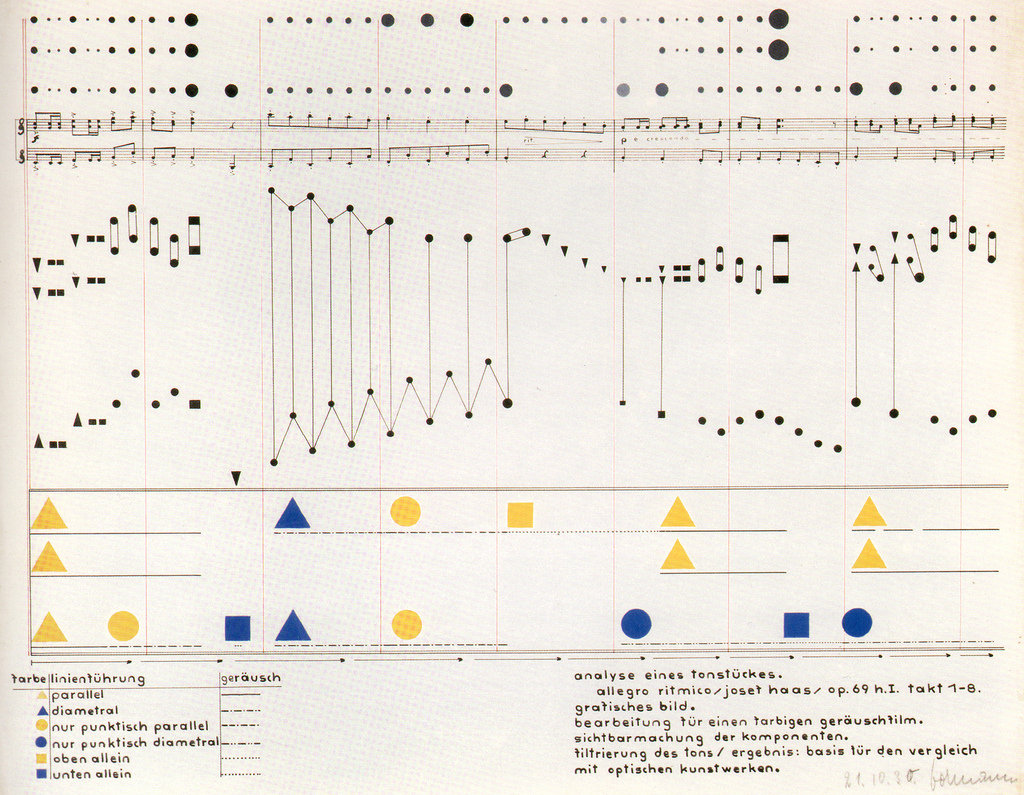 f
rit.
p e crescendo
farbe linienführung geräusch
parallel
diametral
nur punktisch parallel
nur punktisch diametral
oben allein
unten allein
analyse eines tonstückes.
allegro ritmico/josef haas/ op.69 h.I. takt 1-8.
grafisches bild.
bearbeitung für einen farbigen geräuschfilm.
sichtbarmachung der komponenten.
filtrierung des tons/ ergebnis: basis für den vergleich
mit optischen kunstwerken.
21.10.30.